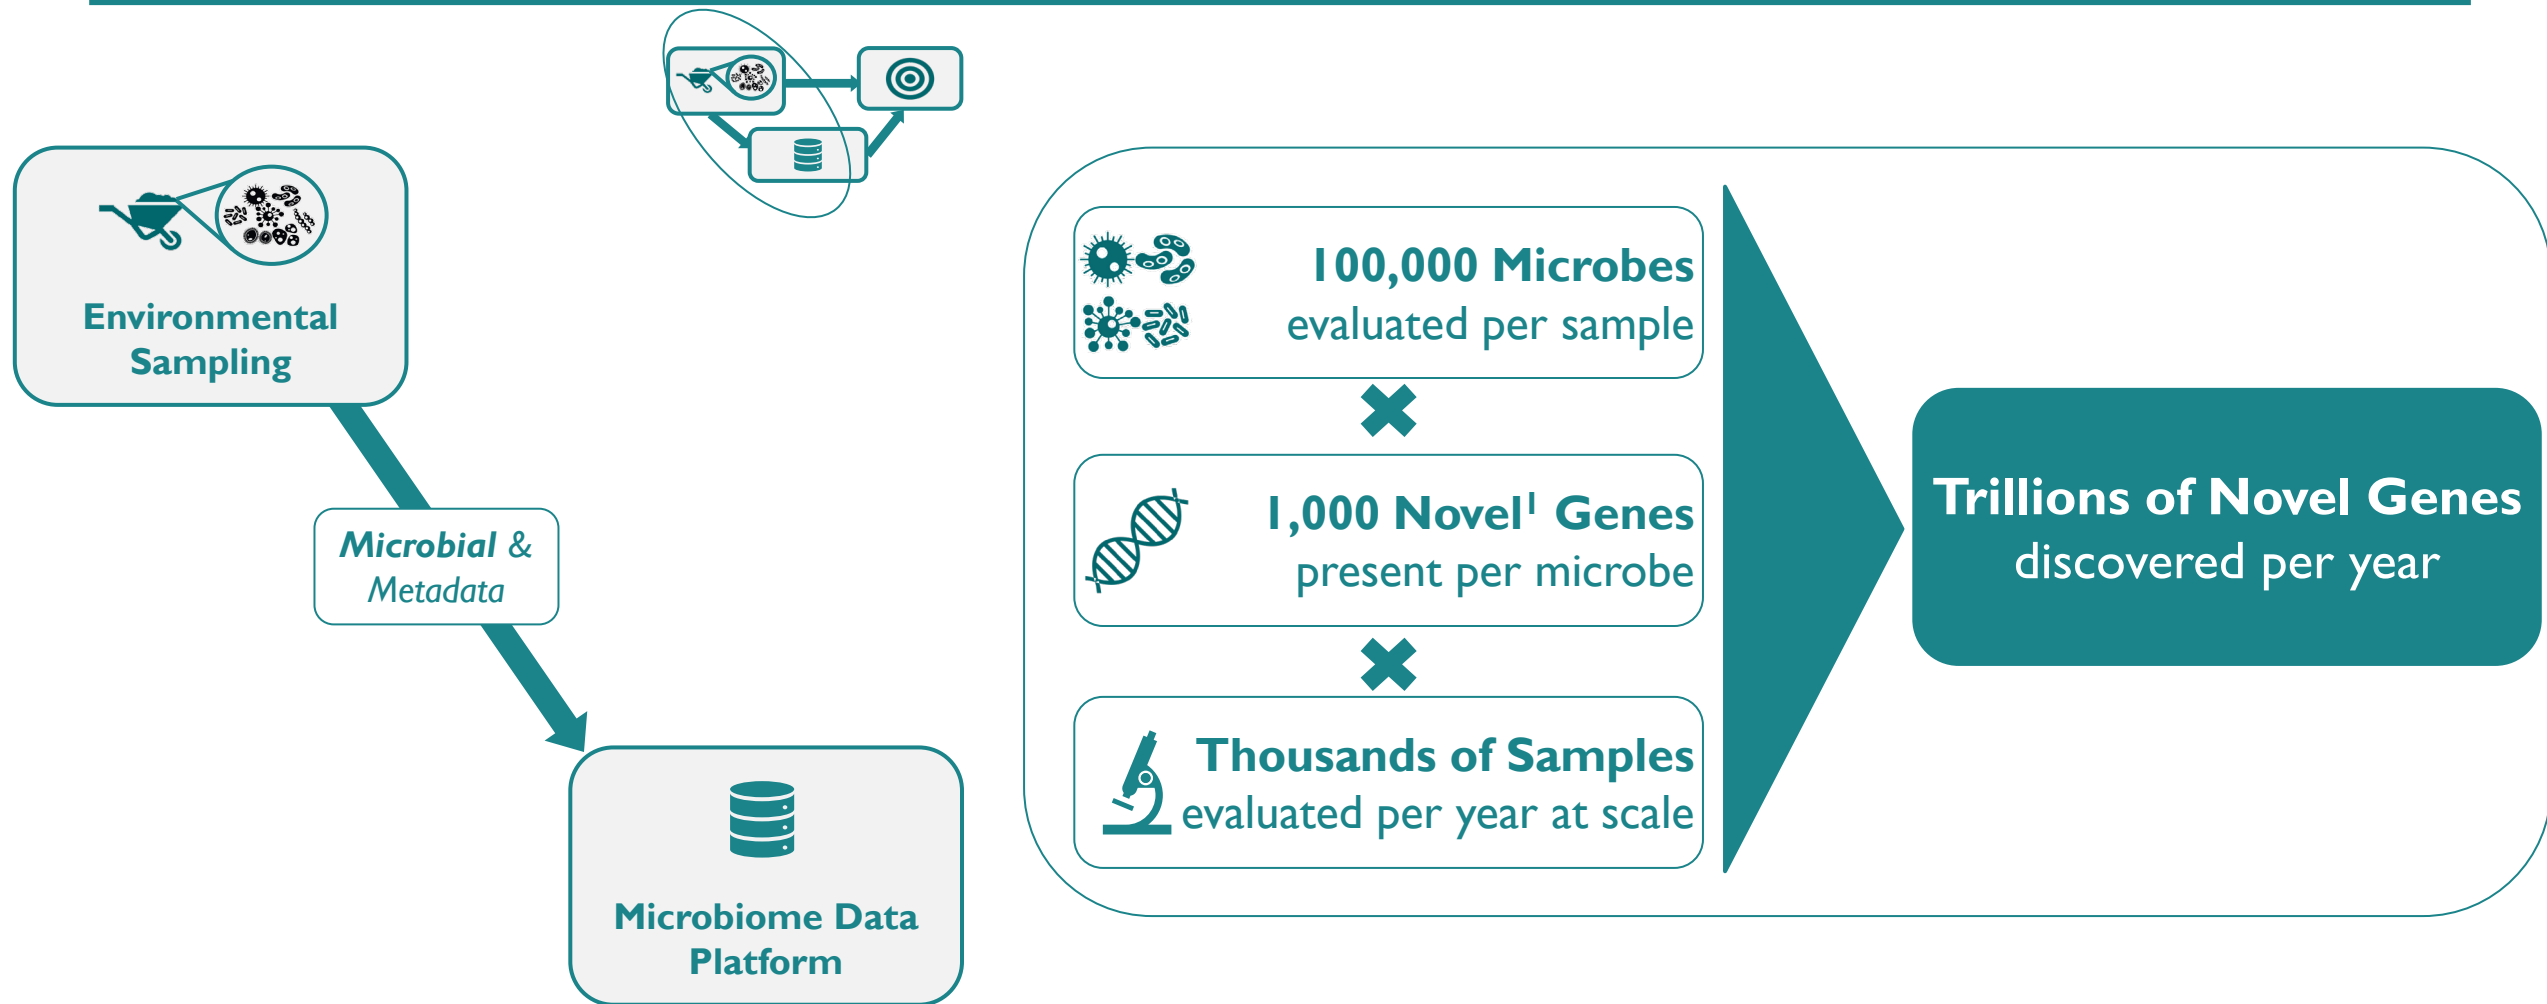 Environmental
Sampling
Microbial &
Metadata
Microbiome Data
Platform
100,000 Microbes
evaluated per sample
1,000 Novel¹ Genes
present per microbe
Thousands of Samples
evaluated per year at scale
Trillions of Novel Genes
discovered per year